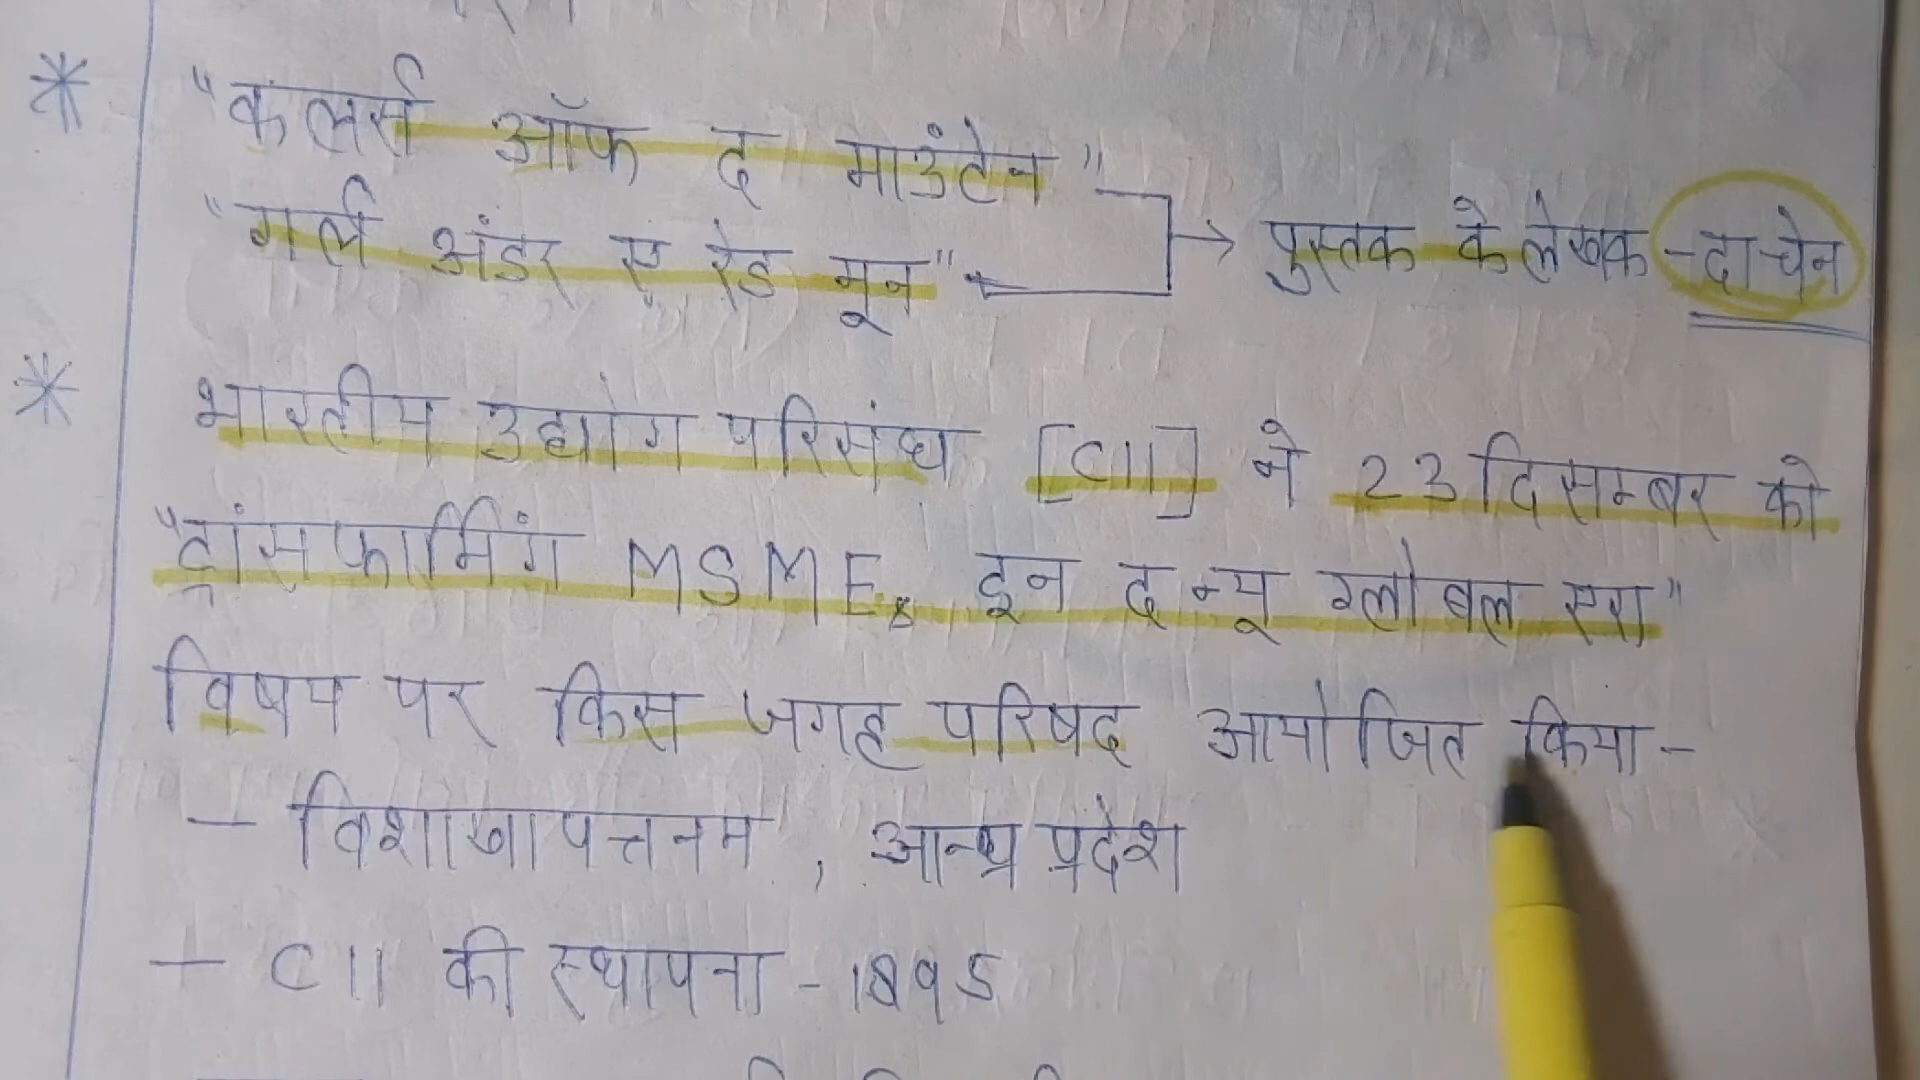 * "कलर्स ऑफ द माउंटेन"
"गर्ल अंडर ए रेड मून" → पुस्तक के लेखक - दा चेन
* भारतीय उद्योग परिसंघ [CII] ने 23 दिसम्बर को
"ट्रांसफार्मिंग MSMEs इन द न्यू ग्लोबल एरा"
विषय पर किस जगह परिषद आयोजित किया -
- विशाखापत्तनम, आन्ध्र प्रदेश
- CII की स्थापना - 1895